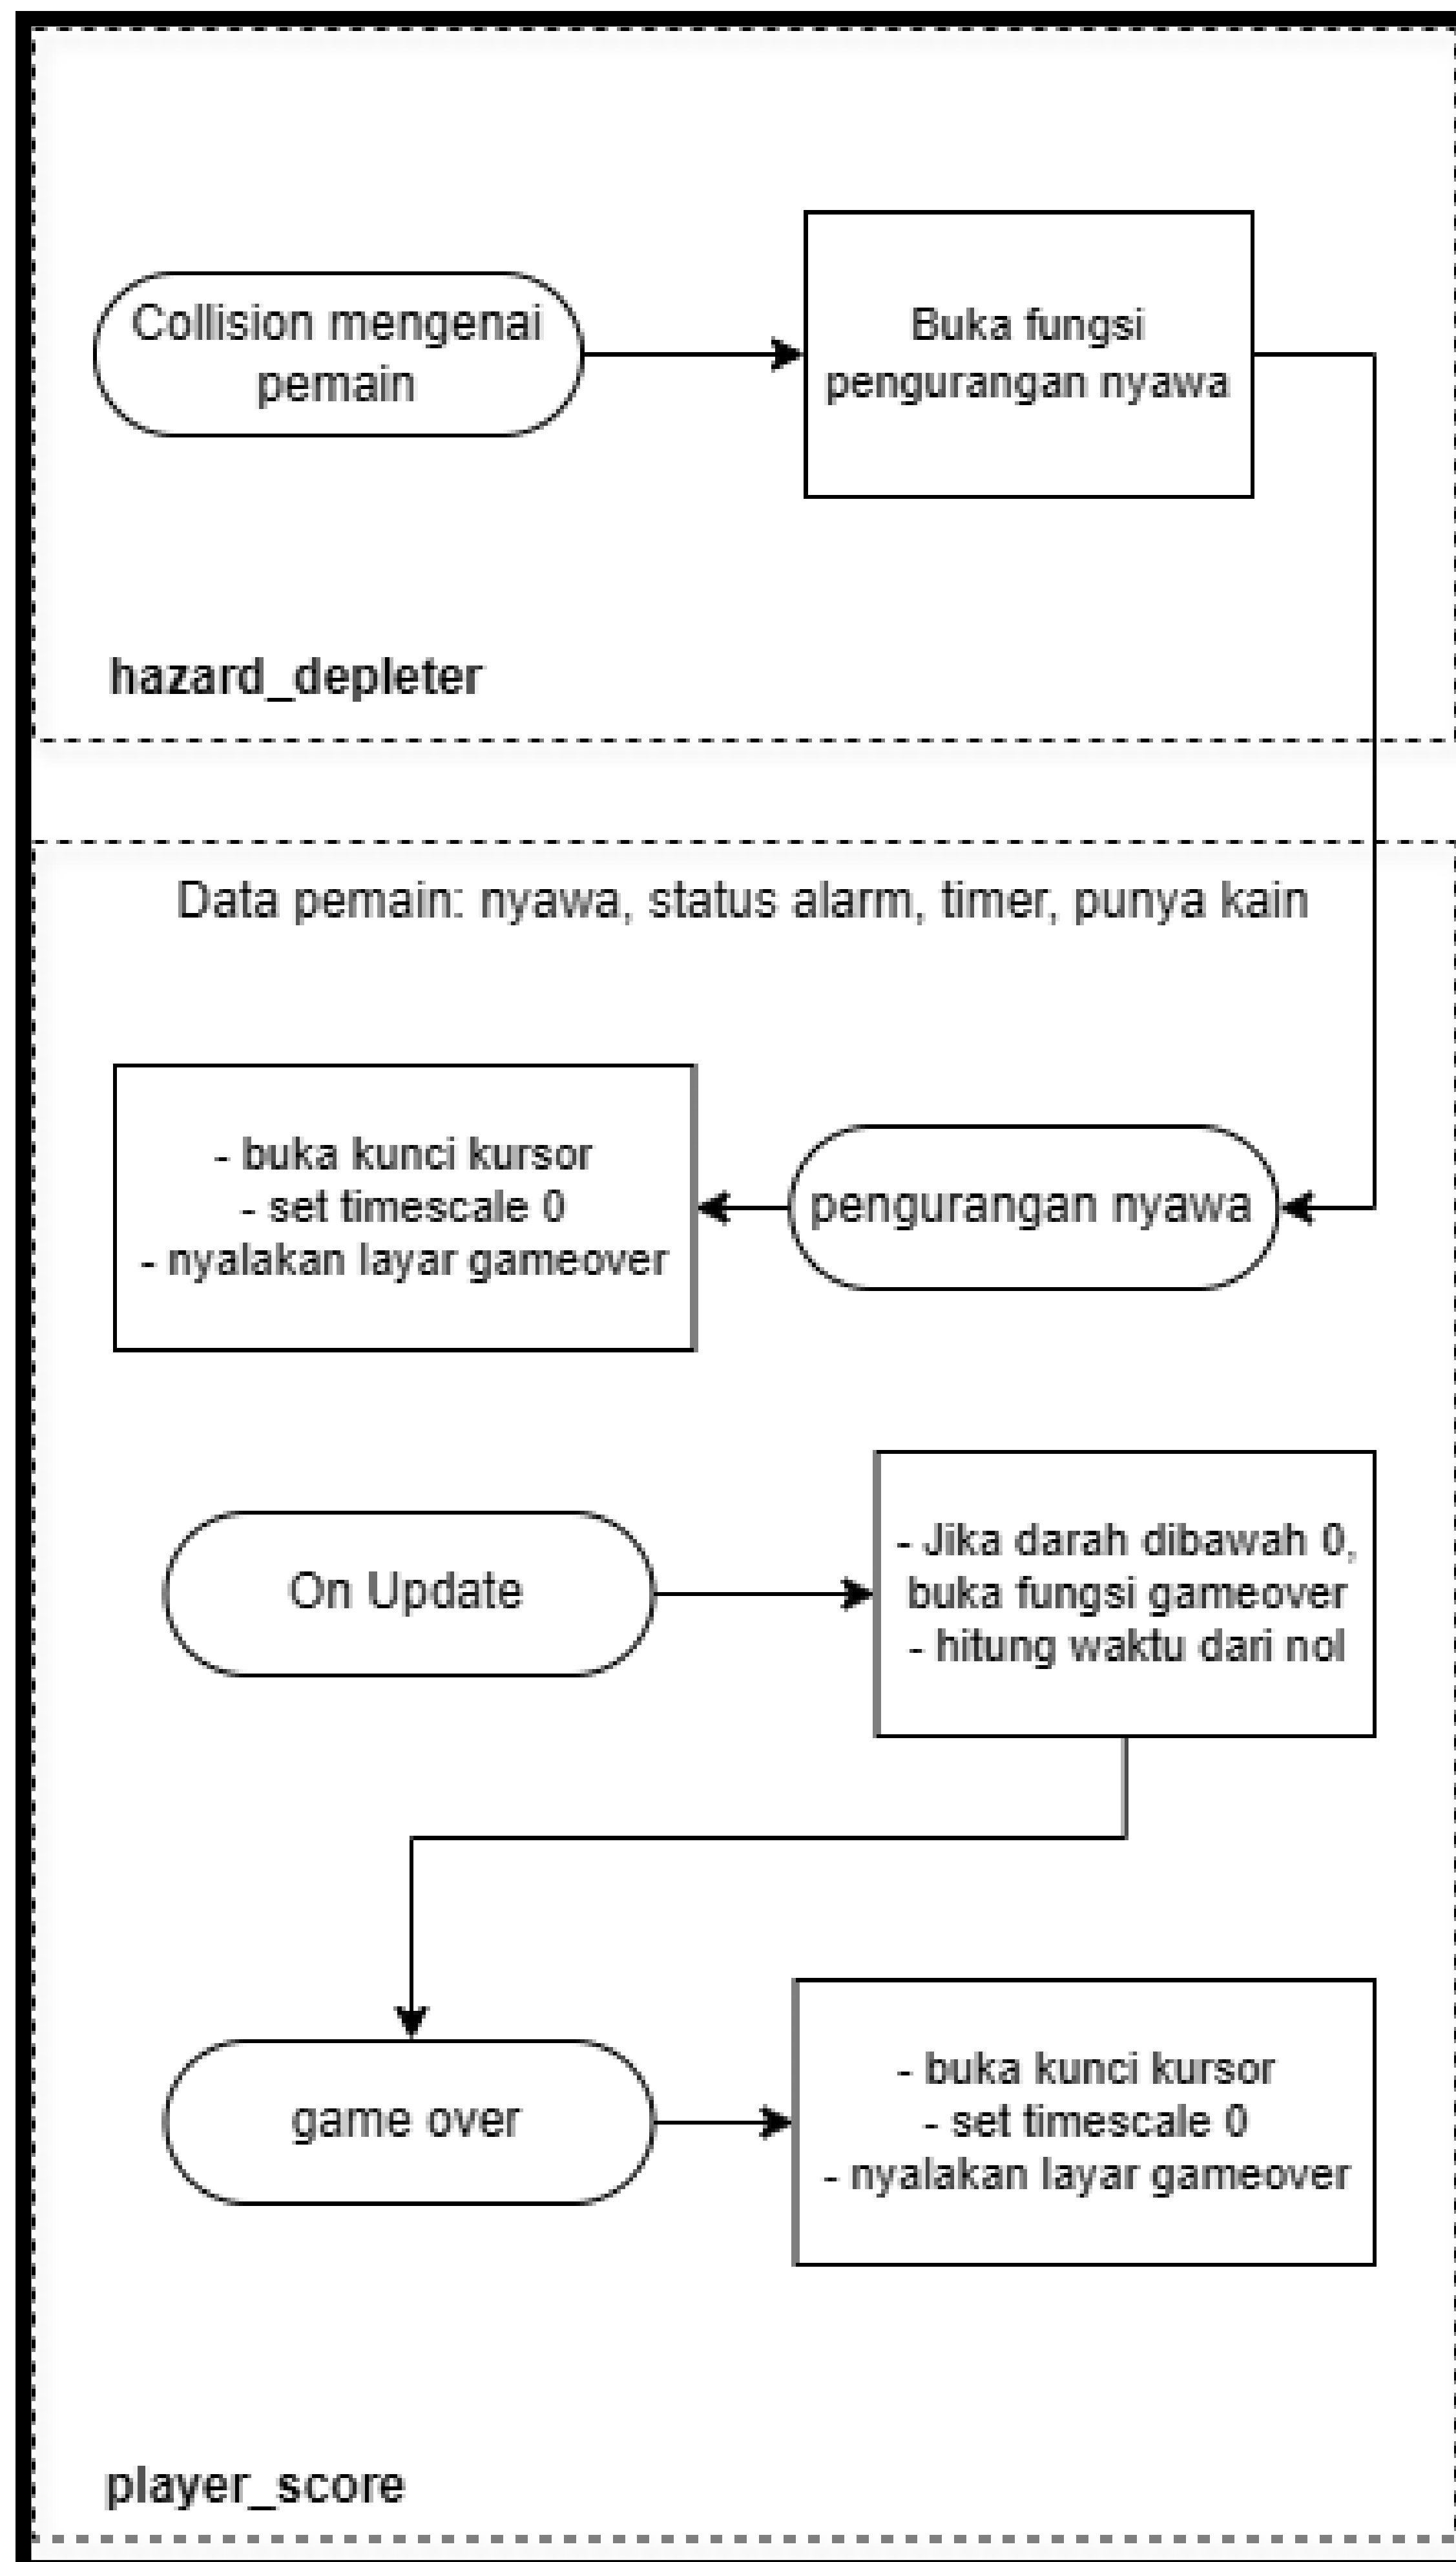 Collision mengenai
pemain
Buka fungsi
pengurangan nyawa
hazard_depleter
Data pemain: nyawa, status alarm, timer, punya kain
- buka kunci kursor
- set timescale 0
- nyalakan layar gameover
pengurangan nyawa
On Update
- Jika darah dibawah 0,
buka fungsi gameover
- hitung waktu dari nol
game over
- buka kunci kursor
- set timescale 0
- nyalakan layar gameover
player_score